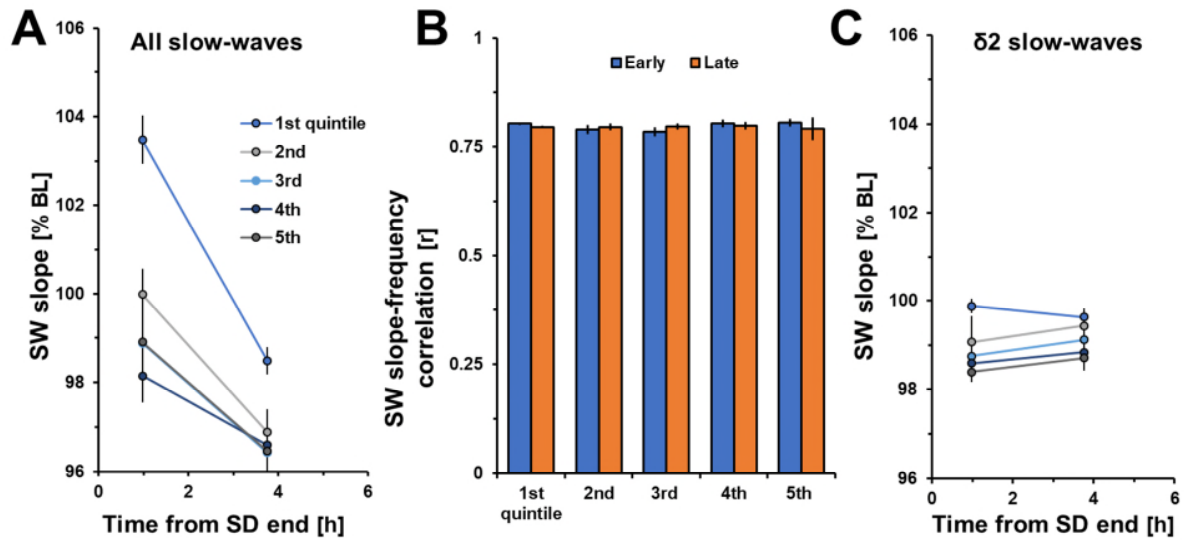 A
All slow-waves
106
104
102
100
98
96
SW slope [% BL]
1st quintile
2nd
3rd
4th
5th
0
2
4
6
Time from SD end [h]
B
1
0.75
0.5
0.25
0
SW slope-frequency
correlation [r]
Early
Late
1st
quintile
2nd
3rd
4th
5th
C
δ2 slow-waves
106
104
102
100
98
96
SW slope [% BL]
0
2
4
6
Time from SD end [h]